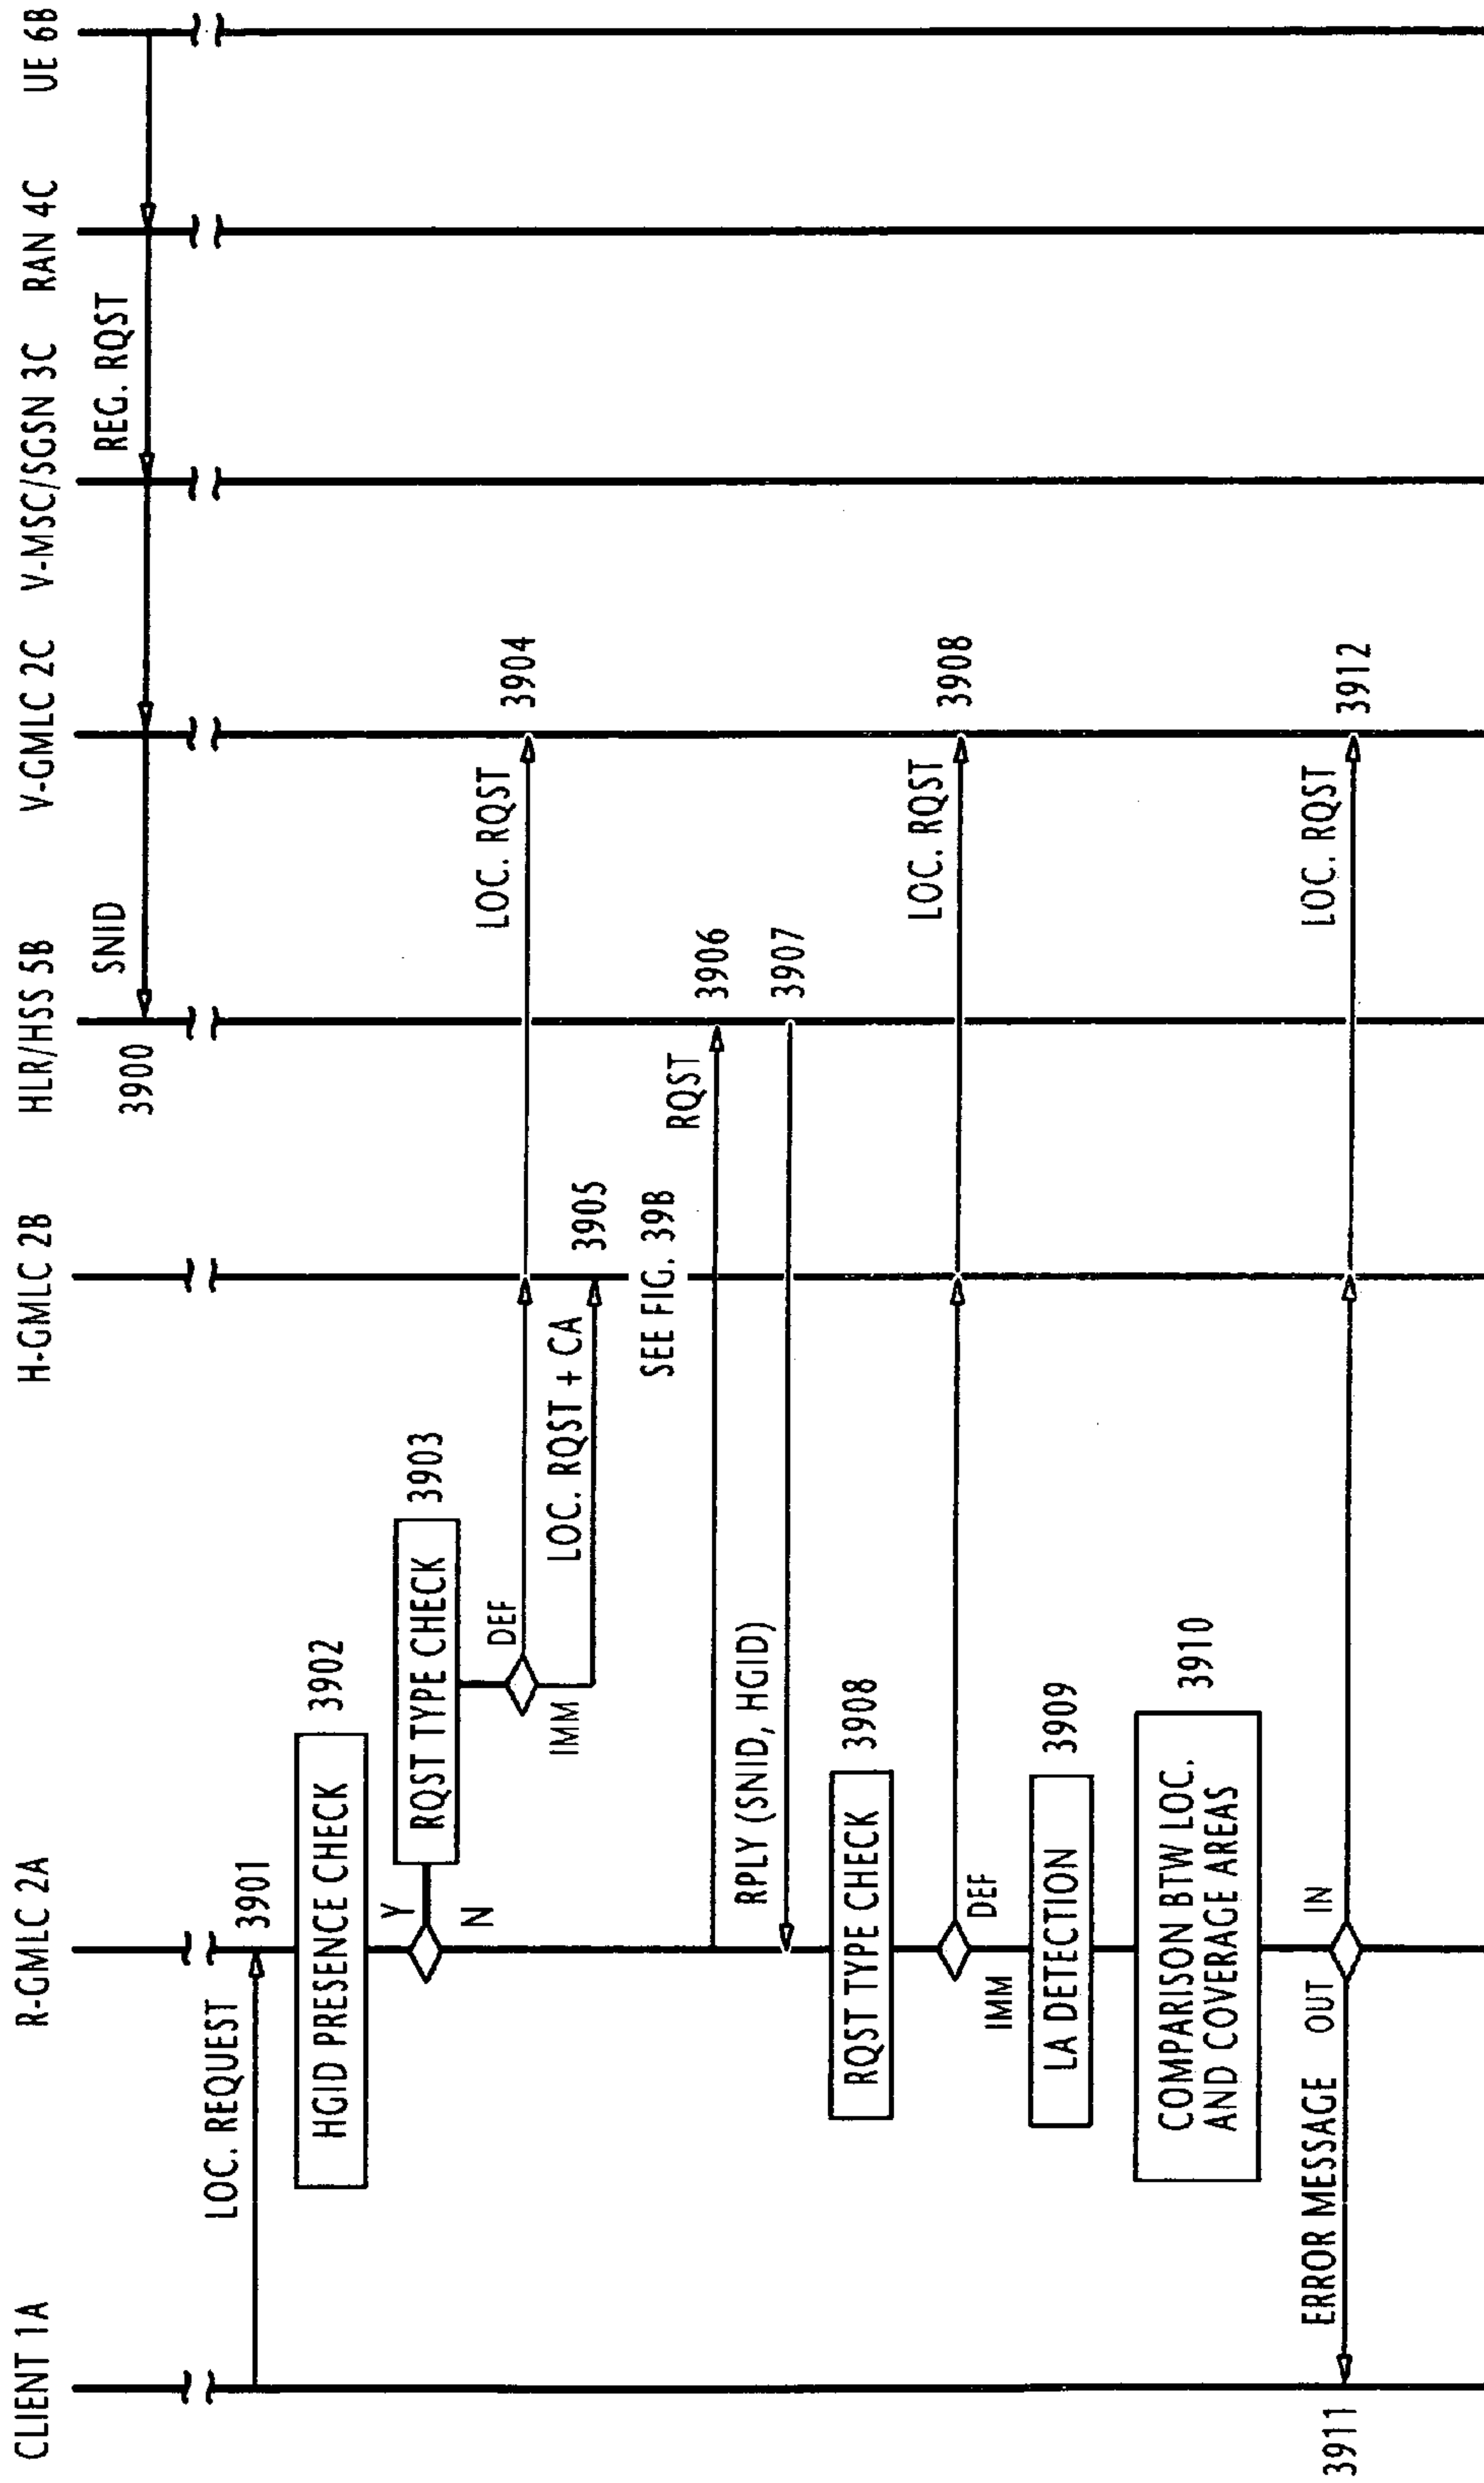 CLIENT 1A
R-GMLC 2A
H-GMLC 2B
HLR/HSS 5B
V-GMLC 2C
V-MSC/SGSN 3C
RAN 4C
UE 6B
3900
SNID
REG. RQST
LOC. REQUEST
3901
HGID PRESENCE CHECK
3902
Y
N
RQST TYPE CHECK
3903
DEF
IMM
LOC. RQST
3904
LOC. RQST + CA
3905
SEE FIG. 39B
RQST
3906
RPLY (SNID, HGID)
3907
RQST TYPE CHECK
3908
DEF
IMM
LOC. RQST
3908
LA DETECTION
3909
COMPARISON BTW LOC.
AND COVERAGE AREAS
3910
3911
ERROR MESSAGE
OUT
IN
LOC. RQST
3912